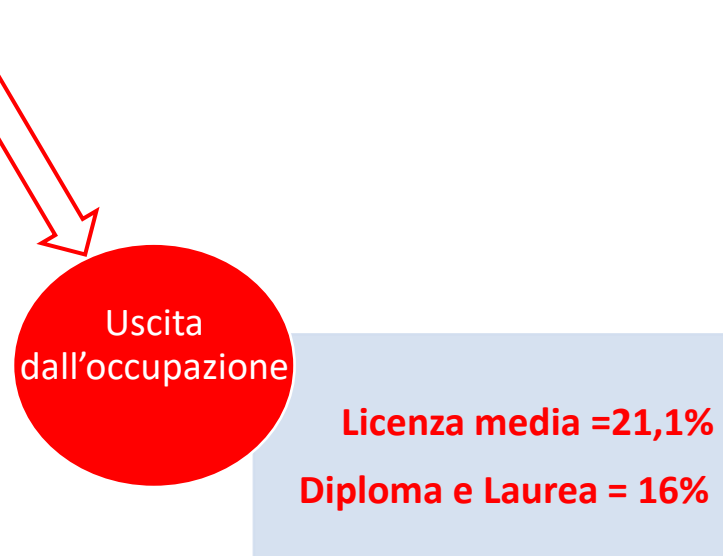 Uscita
dall’occupazione
Licenza media =21,1%
Diploma e Laurea = 16%